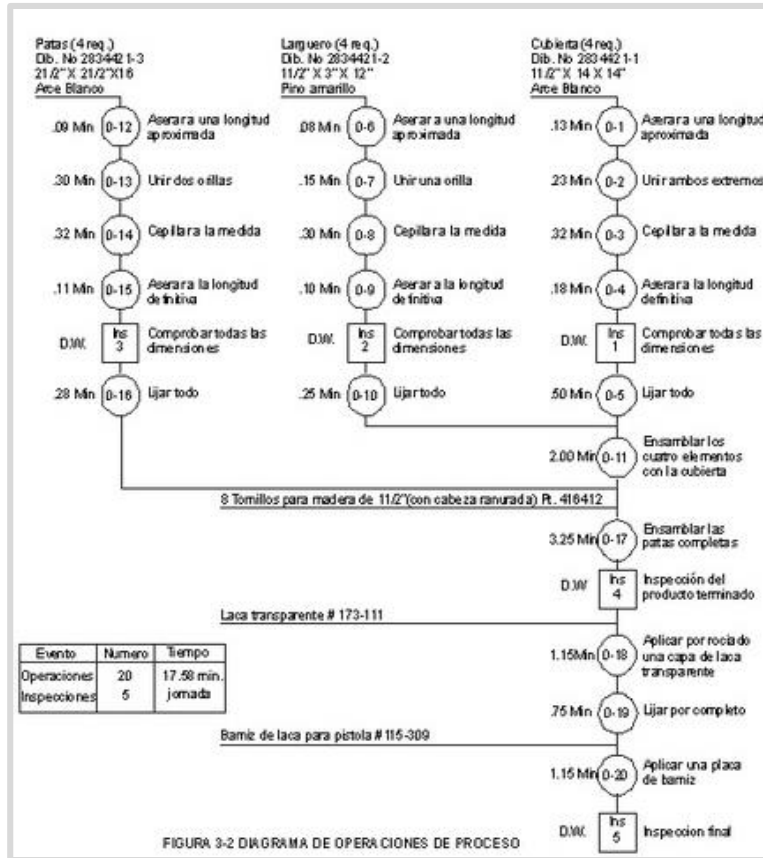 Patas (4 req.)
Dib. No 2834421-3
21/2" X 21/2"X16
Arce Blanco
Larguero (4 req.)
Dib. No 2834421-2
11/2" X 3" X 12"
Pino amarillo
Cubierta (4 req.)
Dib. No 2834421-1
11/2" X 14 X 14"
Arce Blanco
.09 Min 0-12 Aserar a una longitud
aproximada
.08 Min 0-6 Aserar a una longitud
aproximada
.13 Min 0-1 Aserar a una longitud
aproximada
.30 Min 0-13 Unir dos orillas
.15 Min 0-7 Unir una orilla
.23 Min 0-2 Unir ambos extremos
.32 Min 0-14 Cepillar a la medida
.30 Min 0-8 Cepillar a la medida
.32 Min 0-3 Cepillar a la medida
.11 Min 0-15 Aserar a la longitud
definitiva
.10 Min 0-9 Aserar a la longitud
definitiva
.18 Min 0-4 Aserar a la longitud
definitiva
D.W. Ins 3 Comprobar todas las
dimensiones
D.W. Ins 2 Comprobar todas las
dimensiones
D.W. Ins 1 Comprobar todas las
dimensiones
.28 Min 0-16 Lijar todo
.25 Min 0-10 Lijar todo
.50 Min 0-5 Lijar todo
2.00 Min 0-11 Ensamblar los
cuatro elementos
con la cubierta
8 Tornillos para madera de 11/2"(con cabeza ranurada) Pt. 416412
3.25 Min 0-17 Ensamblar las
patas completas
D.W Ins 4 Inspección del
producto terminado
Laca transparente # 173-111
1.15Min 0-18 Aplicar por rociado
una capa de laca
transparente
.75 Min 0-19 Lijar por completo
Barniz de laca para pistola # 115-309
1.15 Min 0-20 Aplicar una placa
de barniz
D.W. Ins 5 Inspeccion final
Evento Numero Tiempo
Operaciones 20 17.58 min.
Inspecciones 5 jornada
FIGURA 3-2 DIAGRAMA DE OPERACIONES DE PROCESO